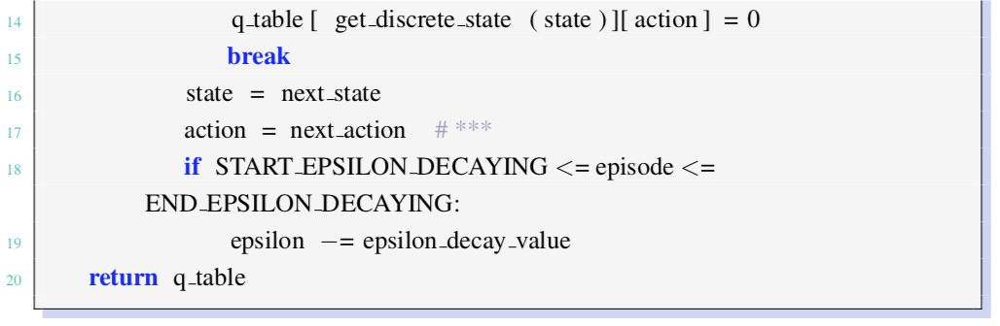 14 q_table[ get_discrete_state (state)][action] = 0
15 break
16 state = next_state
17 action = next_action # ***
18 if START_EPSILON_DECAYING <= episode <=
END_EPSILON_DECAYING:
19 epsilon -= epsilon_decay_value
20 return q_table